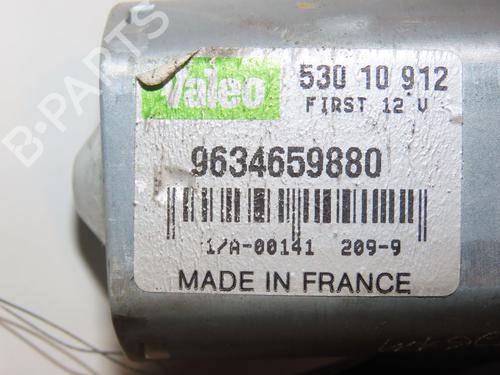 B-PARTS
Valeo
530 10 912
FIRST 12 V
9634659880
1/A-00141 209-9
MADE IN FRANCE